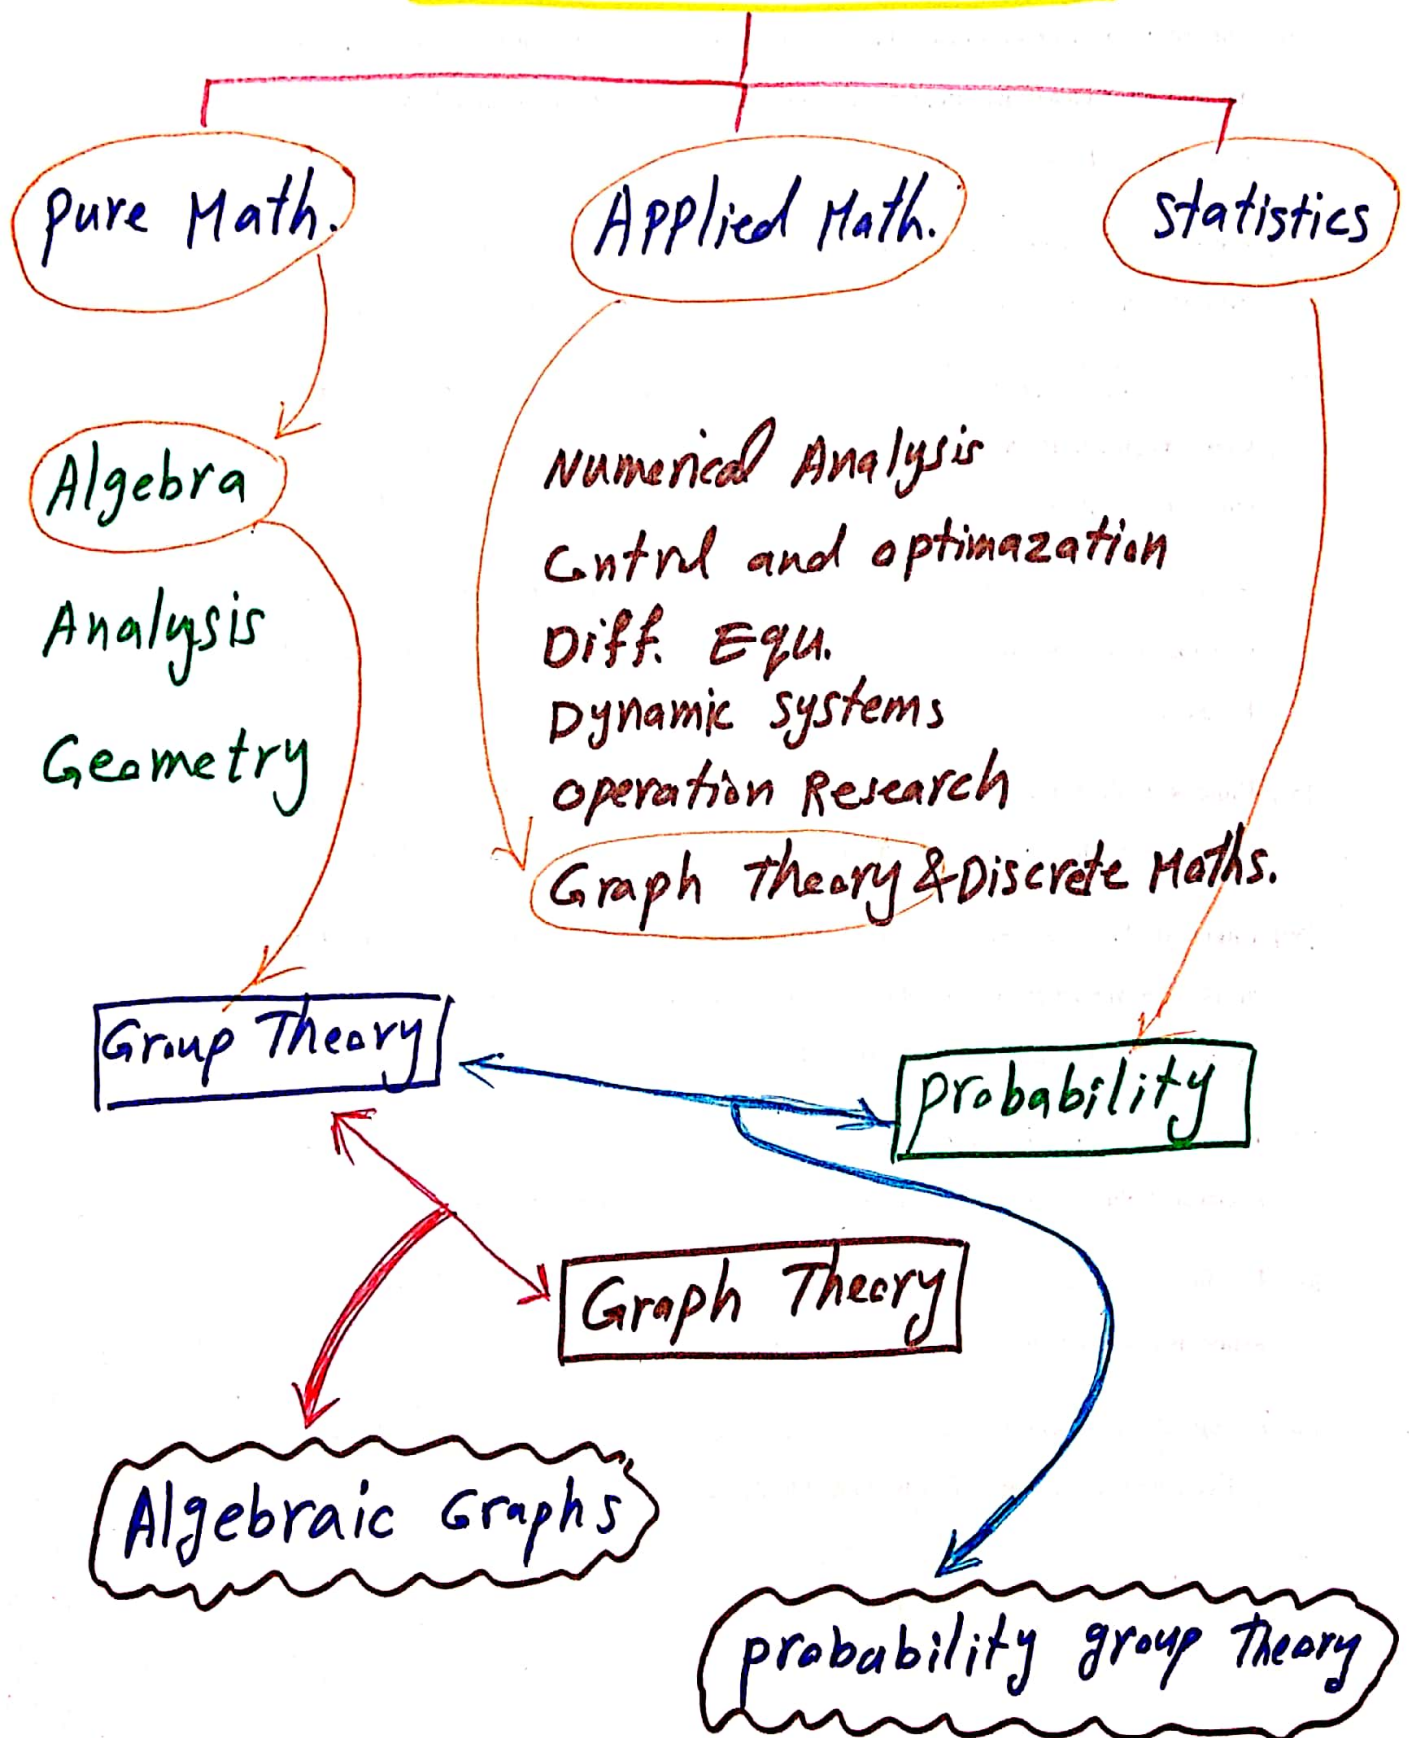 Pure Math.
Applied Math.
Statistics
Algebra
Analysis
Geometry
Numerical Analysis
Control and optimazation
Diff. Equ.
Dynamic systems
Operation Research
Graph Theory & Discrete Maths.
Group Theory
Probability
Graph Theory
Algebraic Graphs
probability group Theory